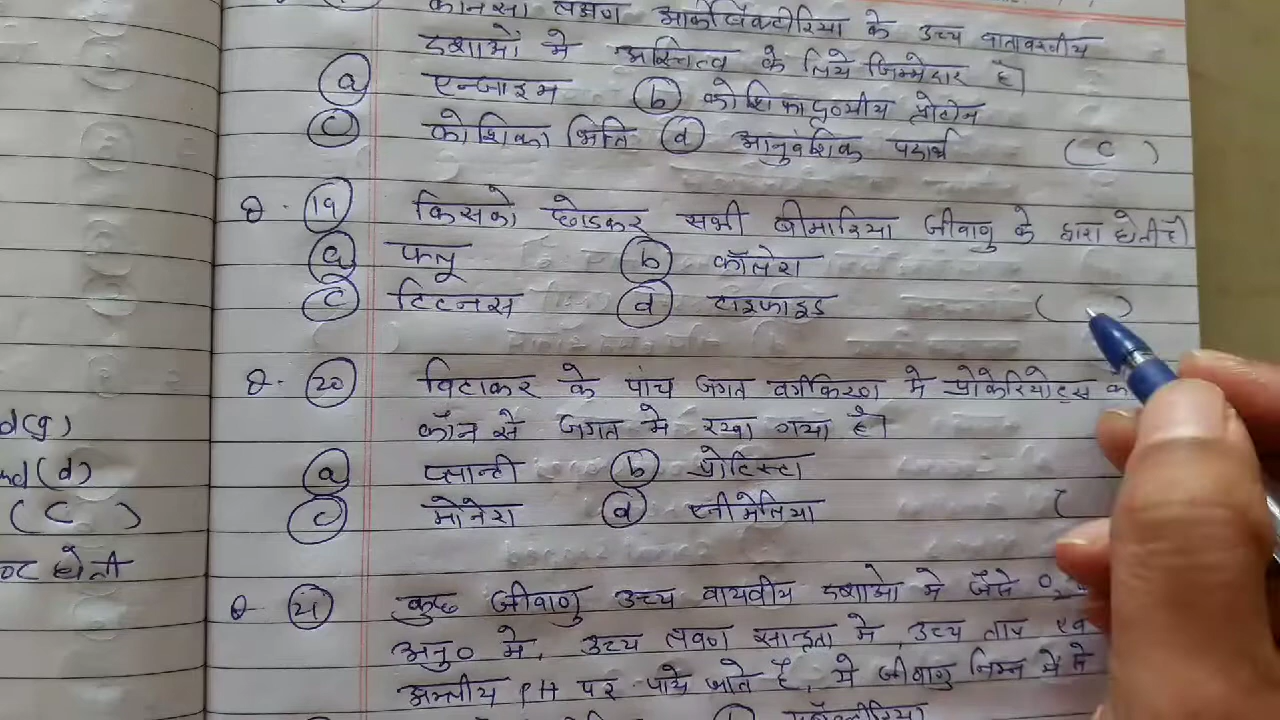 कौनसा लक्षण आर्कीबैक्टीरिया के उच्च वातावरणीय
दशाओं में अस्तित्व के लिये जिम्मेदार है।
(a) एन्जाइम (b) कोशिकाद्रव्यीय प्रोटीन
(c) कोशिका भित्ति (d) आनुवंशिक पदार्थ (C)
Q. (19) किसको छोडकर सभी बीमारिया जीवाणु के द्वारा होती है।
(a) फ्लू (b) कॉलेरा
(c) टिटनस (d) टाइफाइड ( )
Q. (20) विटाकर के पांच जगत वर्गीकरण में प्रोकेरियोट्स क
कॉन से जगत में रखा गया है।
(a) प्लान्टी (b) प्रोटिस्टा
(c) मोनेरा (d) एनीमेलिया (
Q. (21) कुछ जीवाणु उच्च वायवीय दशाओ में जैसे O2
अनु० में, उच्च लवण सान्द्रता में, उच्च ताप एव
अम्लीय PH पर पाये जाते है, ये जीवाणु निम्न में से
(b)
d(g)
nd(d)
(C)
होती